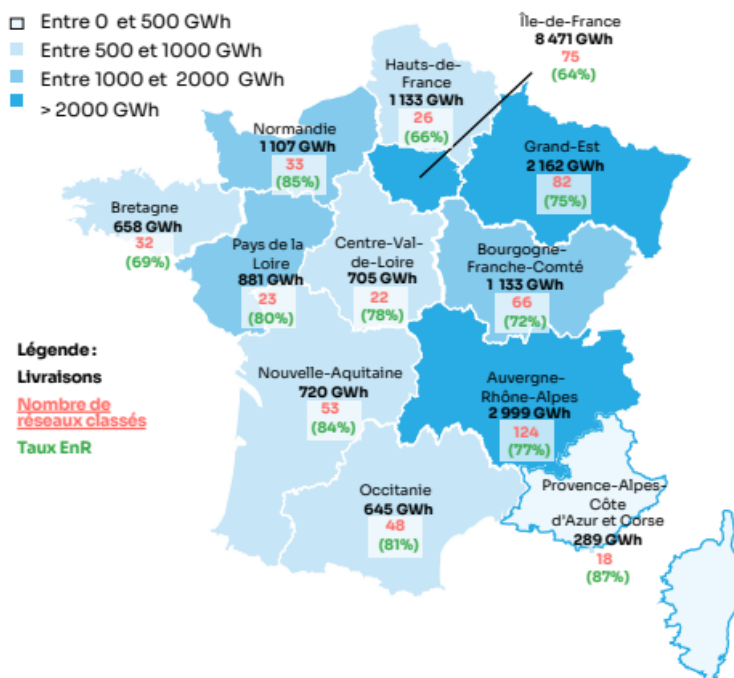 Entre 0 et 500 GWh
Entre 500 et 1000 GWh
Entre 1000 et 2000 GWh
> 2000 GWh
Île-de-France
8 471 GWh
75
(64%)
Hauts-de-
France
1 133 GWh
26
(66%)
Normandie
1 107 GWh
33
(85%)
Grand-Est
2 162 GWh
82
(75%)
Bretagne
658 GWh
32
(69%)
Pays de la
Loire
881 GWh
23
(80%)
Centre-Val-
de-Loire
705 GWh
22
(78%)
Bourgogne-
Franche-Comté
1 133 GWh
66
(72%)
Légende :
Livraisons
Nombre de
réseaux classés
Taux EnR
Nouvelle-Aquitaine
720 GWh
53
(84%)
Auvergne-
Rhône-Alpes
2 999 GWh
124
(77%)
Occitanie
645 GWh
48
(81%)
Provence-Alpes-
Côte
d'Azur et Corse
289 GWh
18
(87%)